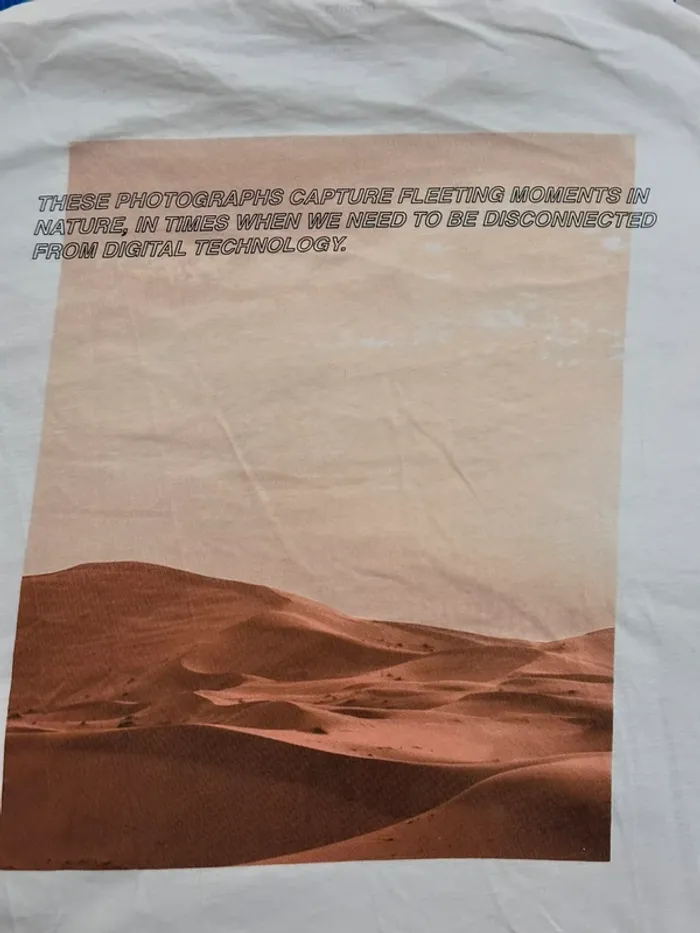 THESE PHOTOGRAPHS CAPTURE FLEETING MOMENTS IN
NATURE, IN TIMES WHEN WE NEED TO BE DISCONNECTED
FROM DIGITAL TECHNOLOGY.